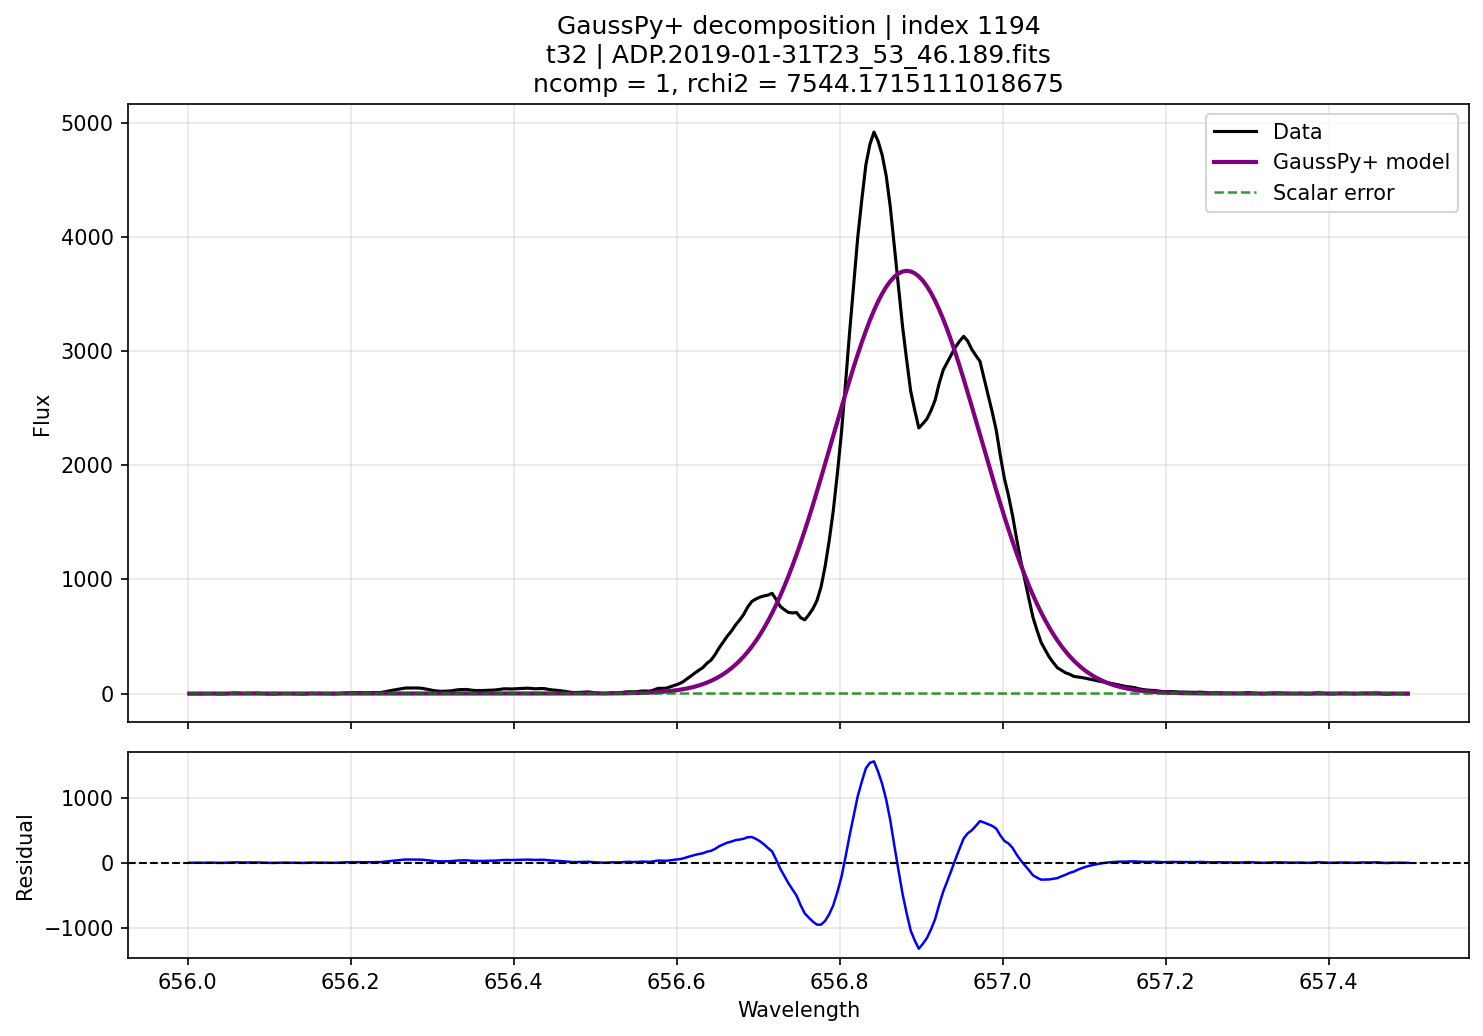 GaussPy+ decomposition | index 1194
t32 | ADP.2019-01-31T23_53_46.189.fits
ncomp = 1, rchi2 = 7544.1715111018675
Data
GaussPy+ model
Scalar error
5000
4000
3000
2000
1000
0
Flux
1000
0
−1000
Residual
656.0 656.2 656.4 656.6 656.8 657.0 657.2 657.4
Wavelength